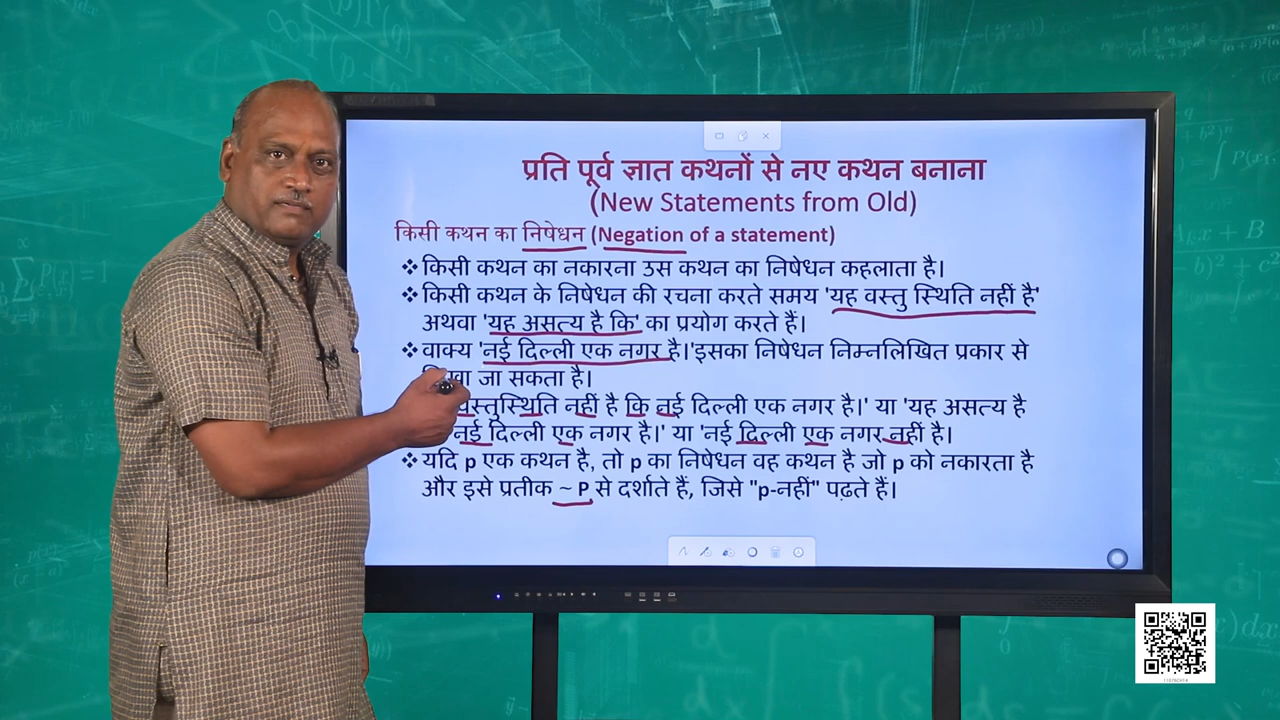 प्रति पूर्व ज्ञात कथनों से नए कथन बनाना
(New Statements from Old)
किसी कथन का निषेधन (Negation of a statement)
❖किसी कथन का नकारना उस कथन का निषेधन कहलाता है।
❖किसी कथन के निषेधन की रचना करते समय 'यह वस्तु स्थिति नहीं है'
अथवा 'यह असत्य है कि' का प्रयोग करते हैं।
❖वाक्य 'नई दिल्ली एक नगर है।'इसका निषेधन निम्नलिखित प्रकार से
जा सकता है।
वस्तुस्थिति नहीं है कि नई दिल्ली एक नगर है।' या 'यह असत्य है
नई दिल्ली एक नगर है।' या 'नई दिल्ली एक नगर नहीं है।
❖यदि p एक कथन है, तो p का निषेधन वह कथन है जो p को नकारता है
और इसे प्रतीक ~ P से दर्शाते हैं, जिसे "p-नहीं" पढ़ते हैं।